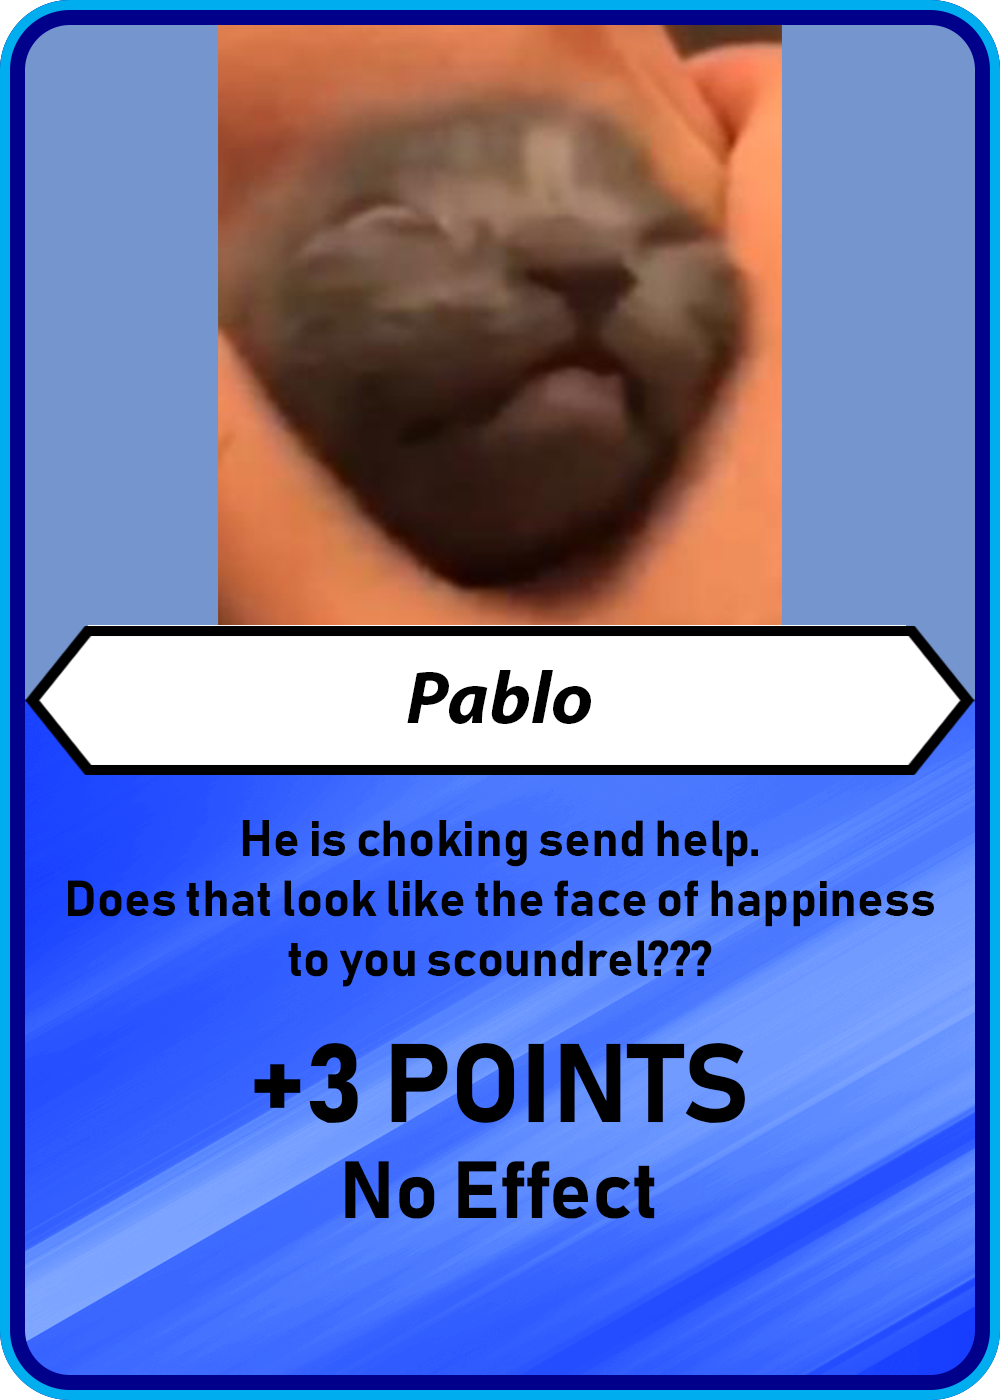 Pablo
He is choking send help.
Does that look like the face of happiness
to you scoundrel???
+3 POINTS
No Effect